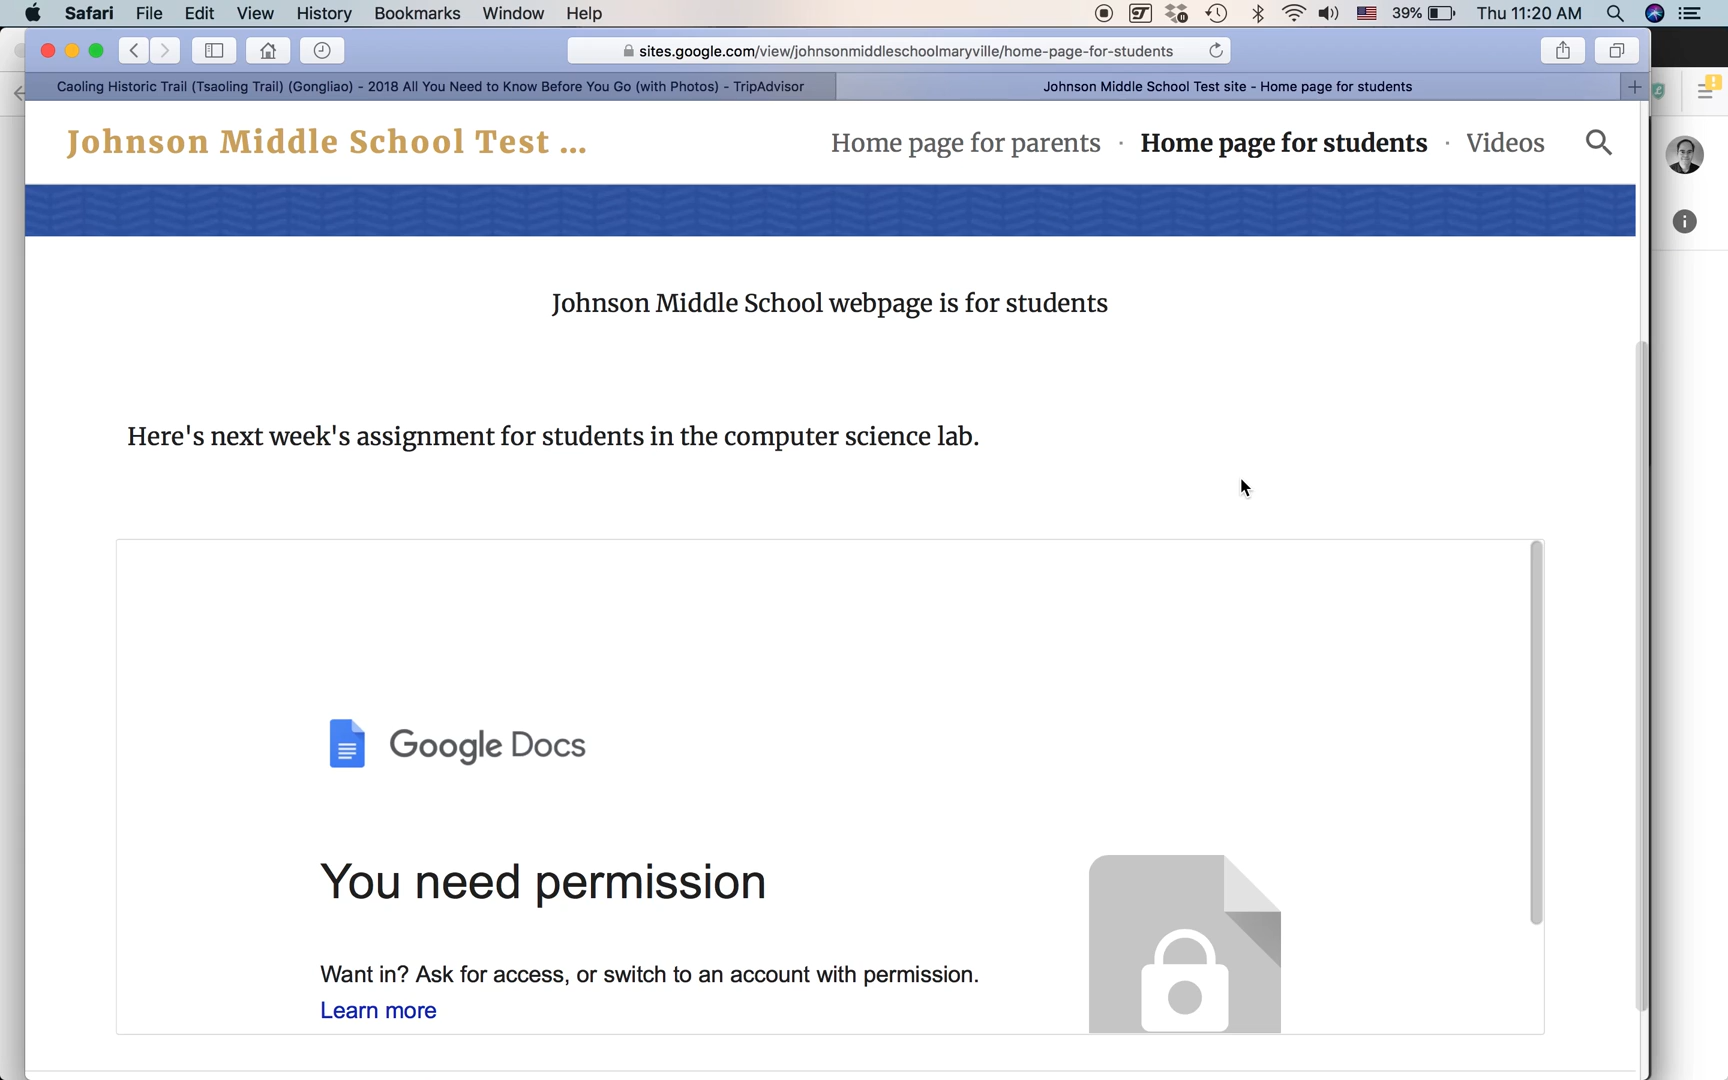 Safari File Edit View History Bookmarks Window Help 39% Thu 11:20 AM
sites.google.com/view/johnsonmiddleschoolmaryville/home-page-for-students
Caoling Historic Trail (Tsaoling Trail) (Gongliao) - 2018 All You Need to Know Before You Go (with Photos) - TripAdvisor
Johnson Middle School Test site - Home page for students
Johnson Middle School Test ...
Home page for parents · Home page for students · Videos
Johnson Middle School webpage is for students
Here's next week's assignment for students in the computer science lab.
Google Docs
You need permission
Want in? Ask for access, or switch to an account with permission.
Learn more